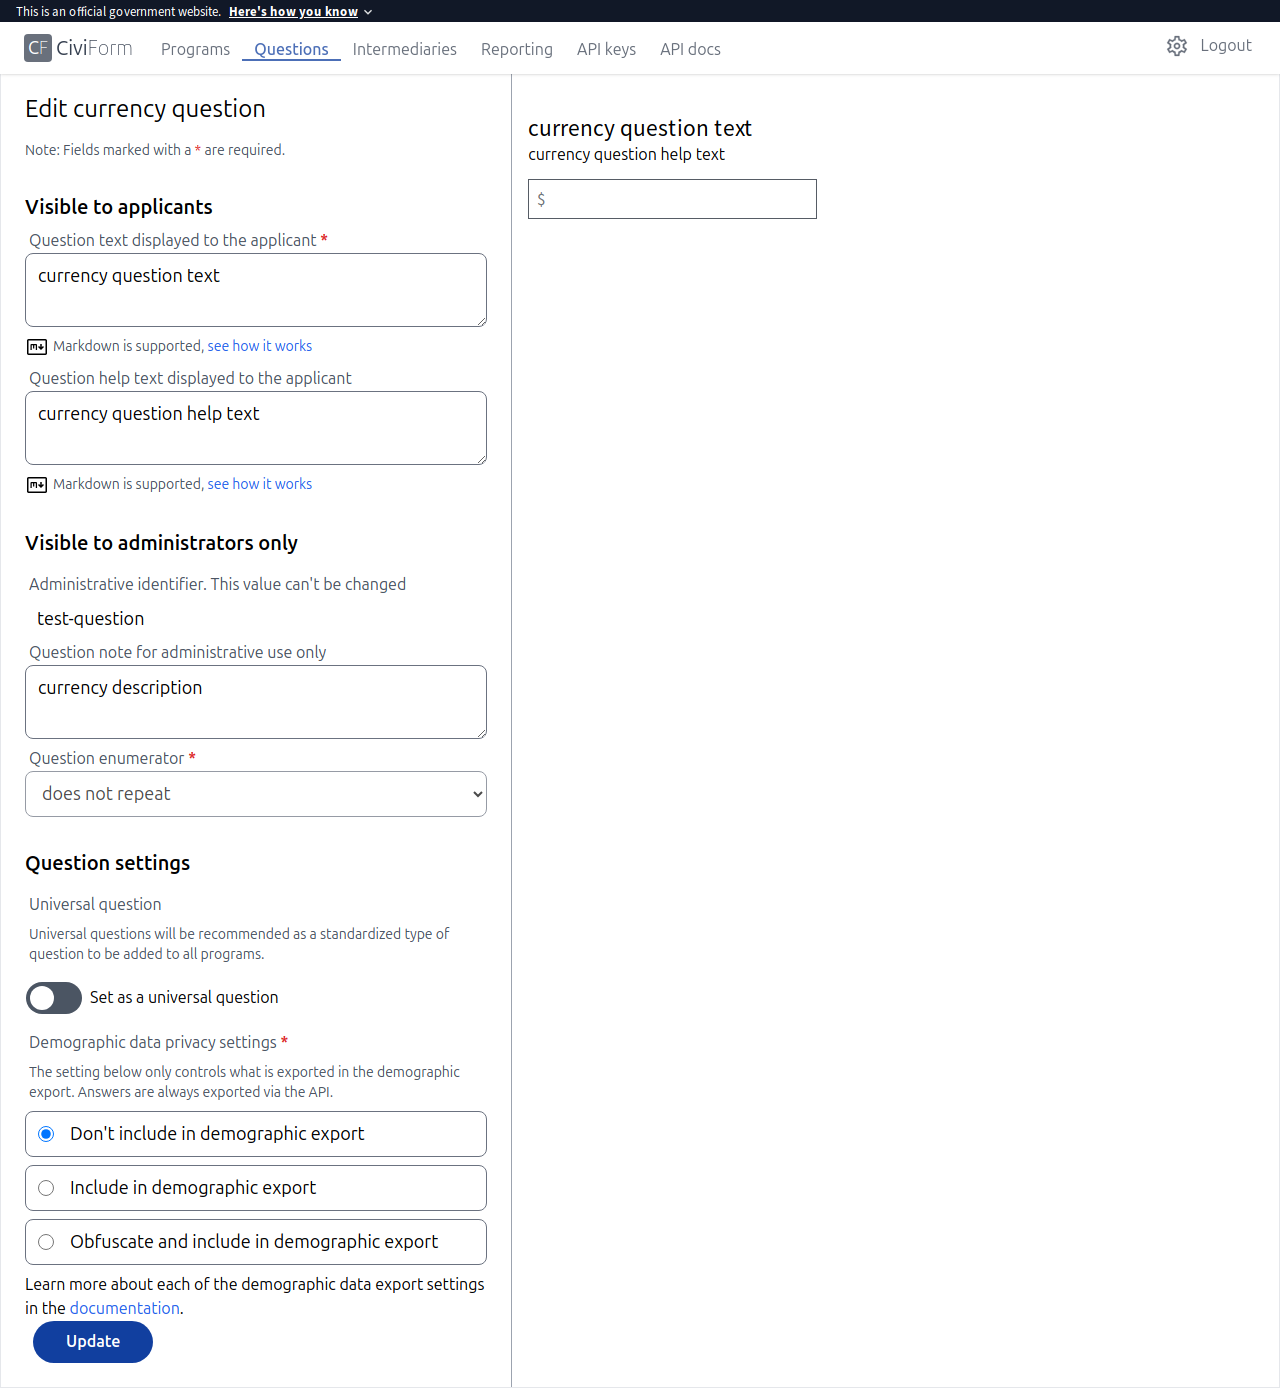 This is an official government website. Here's how you know
CF CiviForm Programs Questions Intermediaries Reporting API keys API docs Logout
Edit currency question
Note: Fields marked with a * are required.
Visible to applicants
Question text displayed to the applicant *
currency question text
Markdown is supported, see how it works
Question help text displayed to the applicant
currency question help text
Markdown is supported, see how it works
Visible to administrators only
Administrative identifier. This value can't be changed
test-question
Question note for administrative use only
currency description
Question enumerator *
does not repeat
Question settings
Universal question
Universal questions will be recommended as a standardized type of
question to be added to all programs.
Set as a universal question
Demographic data privacy settings *
The setting below only controls what is exported in the demographic
export. Answers are always exported via the API.
Don't include in demographic export
Include in demographic export
Obfuscate and include in demographic export
Learn more about each of the demographic data export settings
in the documentation.
Update
currency question text
currency question help text
$